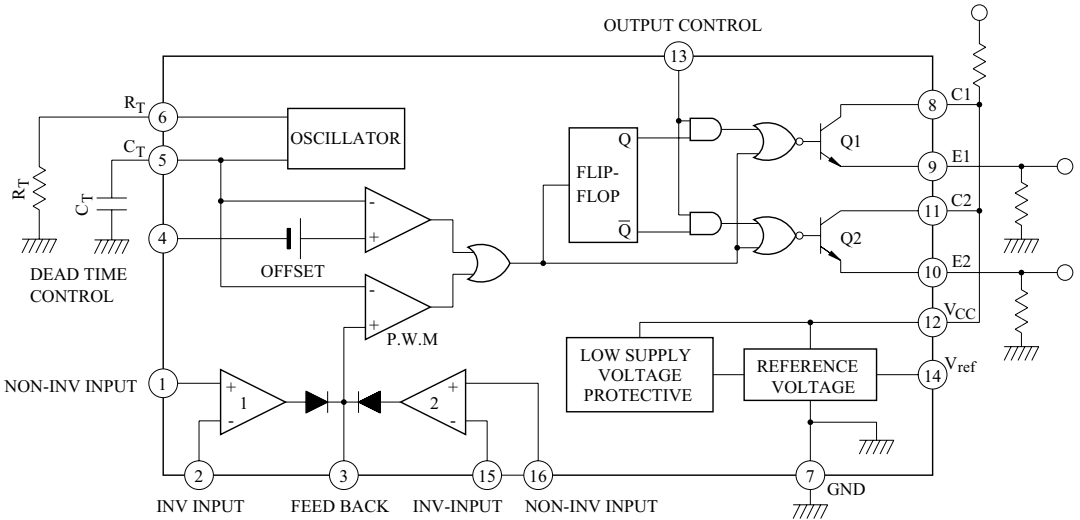 OUTPUT CONTROL
13
RT
6
OSCILLATOR
CT
5
RT
CT
4
DEAD TIME
CONTROL
OFFSET
-
+
-
+
P.W.M
FLIP-
FLOP
Q
Q̅
Q1
Q2
8
C1
9
E1
11
C2
10
E2
12
VCC
14
Vref
LOW SUPPLY
VOLTAGE
PROTECTIVE
REFERENCE
VOLTAGE
NON-INV INPUT
1
+
1
-
+
2
-
2
3
15
16
7
INV INPUT
FEED BACK
INV-INPUT
NON-INV INPUT
GND